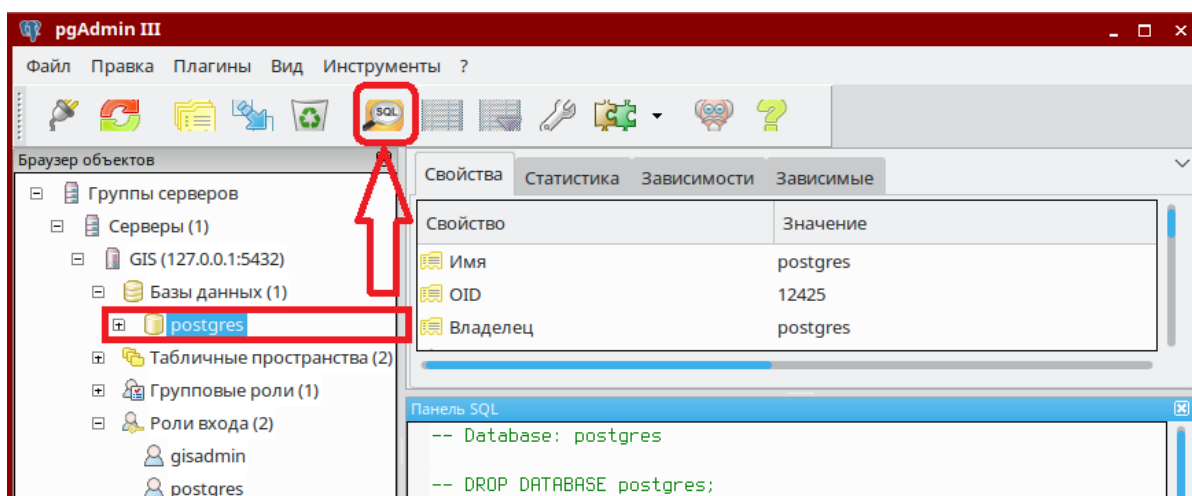 pgAdmin III
Файл Правка Плагины Вид Инструменты ?
SQL
Браузер объектов
Группы серверов
Серверы (1)
GIS (127.0.0.1:5432)
Базы данных (1)
postgres
Табличные пространства (2)
Групповые роли (1)
Роли входа (2)
gisadmin
postgres
Свойства Статистика Зависимости Зависимые
Свойство Значение
Имя postgres
OID 12425
Владелец postgres
Панель SQL
-- Database: postgres
-- DROP DATABASE postgres;